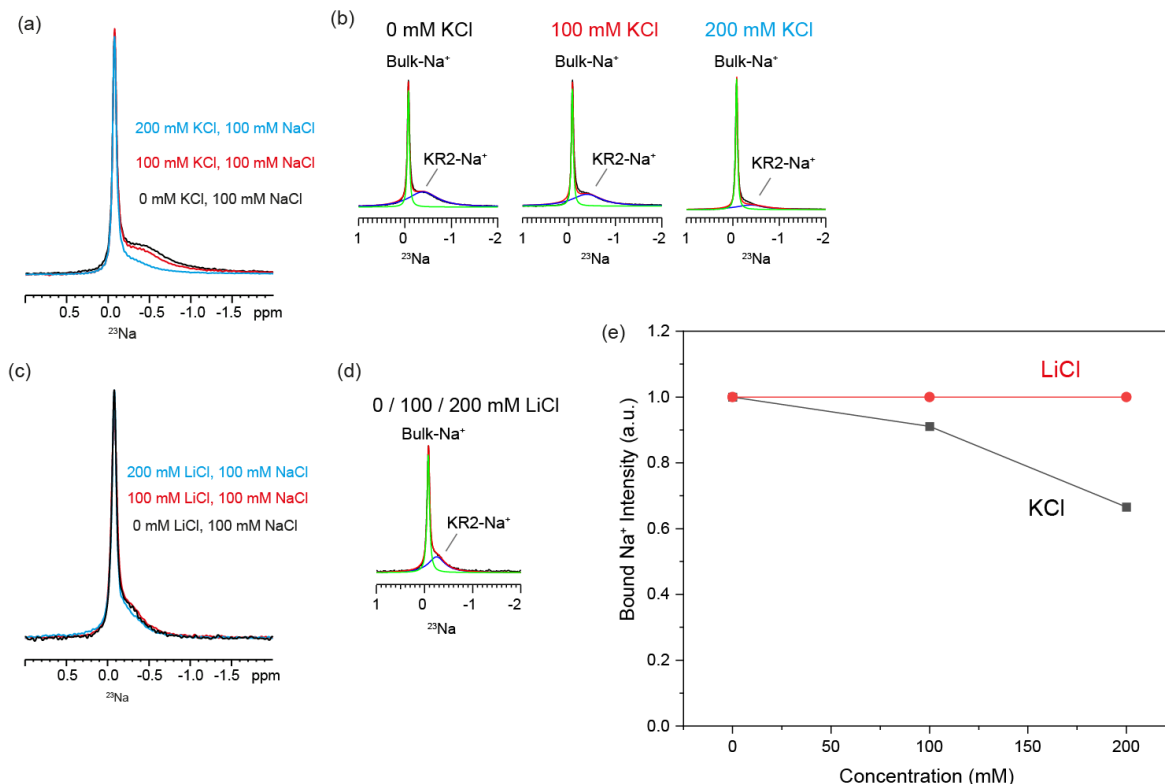 (a)
200 mM KCl, 100 mM NaCl
100 mM KCl, 100 mM NaCl
0 mM KCl, 100 mM NaCl
0.5 0.0 -0.5 -1.0 -1.5 ppm
²³Na
(b)
0 mM KCl 100 mM KCl 200 mM KCl
Bulk-Na⁺ Bulk-Na⁺ Bulk-Na⁺
KR2-Na⁺ KR2-Na⁺ KR2-Na⁺
1 0 -1 -2 1 0 -1 -2 1 0 -1 -2
²³Na ²³Na ²³Na
(c)
200 mM LiCl, 100 mM NaCl
100 mM LiCl, 100 mM NaCl
0 mM LiCl, 100 mM NaCl
0.5 0.0 -0.5 -1.0 -1.5 ppm
²³Na
(d)
0 / 100 / 200 mM LiCl
Bulk-Na⁺
KR2-Na⁺
1 0 -1 -2
²³Na
(e)
Bound Na⁺ Intensity (a.u.)
1.2
1.0
0.8
0.6
0.4
0.2
0.0
LiCl
KCl
0 50 100 150 200
Concentration (mM)